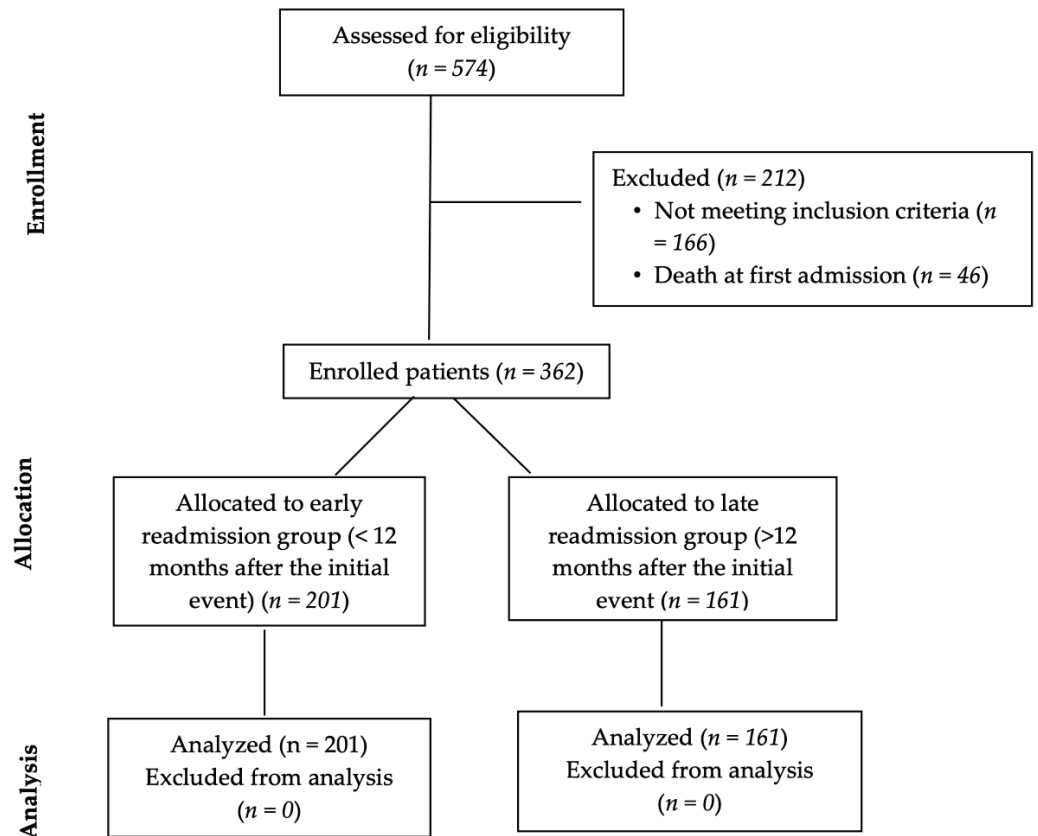 Assessed for eligibility
(n = 574)
Enrollment
Excluded (n = 212)
• Not meeting inclusion criteria (n
= 166)
• Death at first admission (n = 46)
Enrolled patients (n = 362)
Allocation
Allocated to early
readmission group (< 12
months after the initial
event) (n = 201)
Allocated to late
readmission group (>12
months after the initial
event (n = 161)
Analysis
Analyzed (n = 201)
Excluded from analysis
(n = 0)
Analyzed (n = 161)
Excluded from analysis
(n = 0)